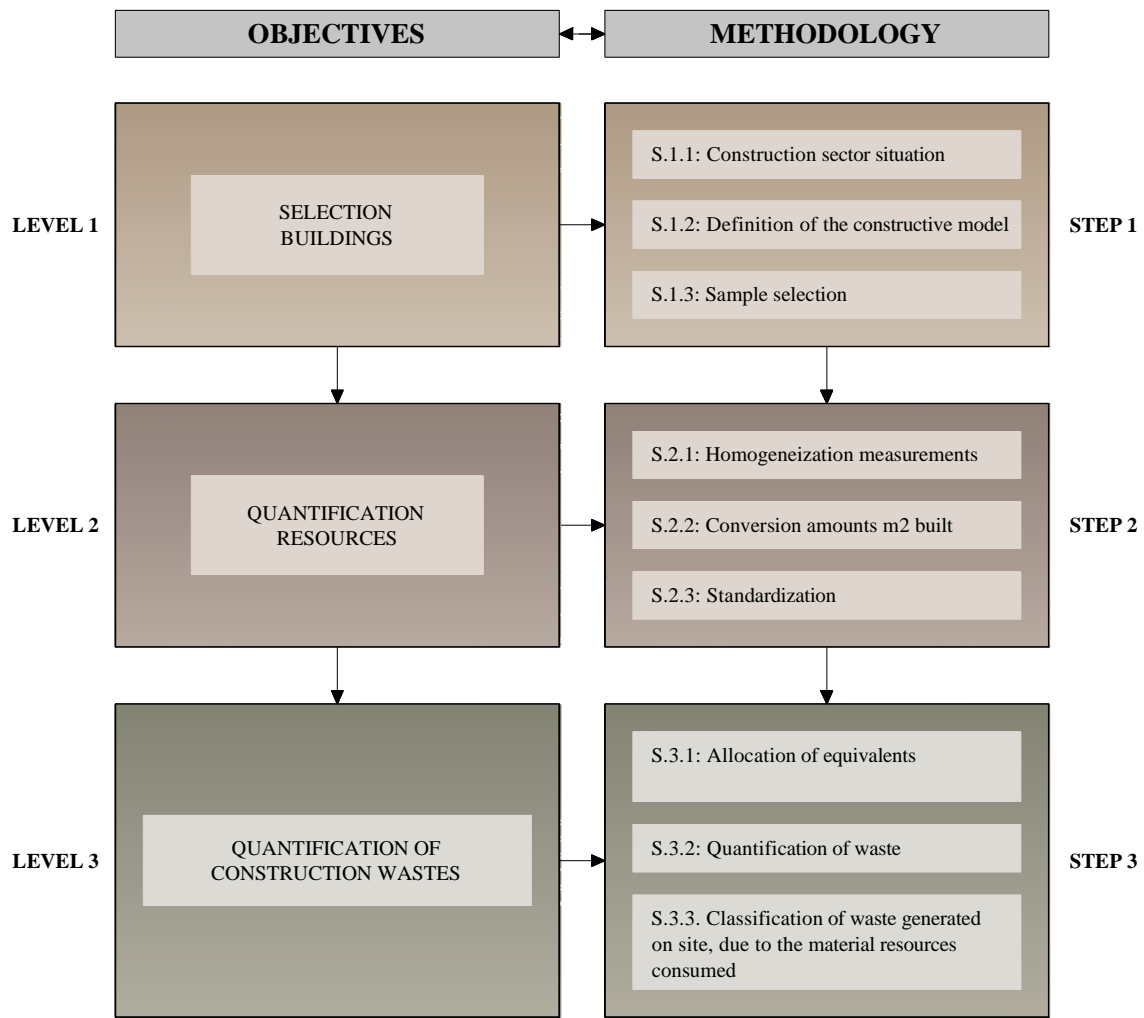 OBJECTIVES
METHODOLOGY
LEVEL 1
SELECTION
BUILDINGS
S.1.1: Construction sector situation
S.1.2: Definition of the constructive model
S.1.3: Sample selection
STEP 1
LEVEL 2
QUANTIFICATION
RESOURCES
S.2.1: Homogeneization measurements
S.2.2: Conversion amounts m2 built
S.2.3: Standardization
STEP 2
LEVEL 3
QUANTIFICATION OF
CONSTRUCTION WASTES
S.3.1: Allocation of equivalents
S.3.2: Quantification of waste
S.3.3. Classification of waste generated
on site, due to the material resources
consumed
STEP 3